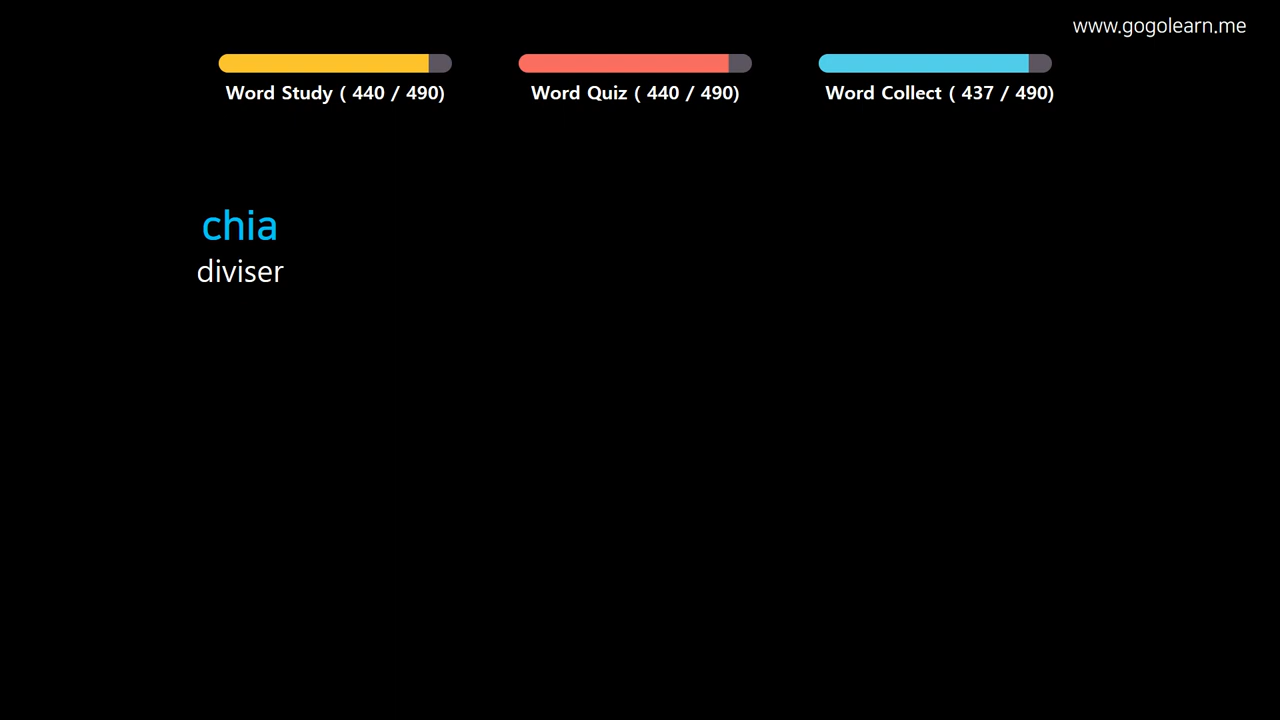 www.gogolearn.me
Word Study ( 440 / 490)
Word Quiz ( 440 / 490)
Word Collect ( 437 / 490)
chia
diviser